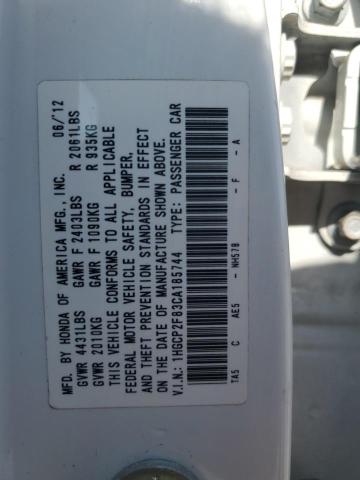 MFD. BY HONDA OF AMERICA MFG., INC. 06/'12
GVWR 4431LBS GAWR F 2403LBS R 2061LBS
GVWR 2010KG GAWR F 1090KG R 935KG
THIS VEHICLE CONFORMS TO ALL APPLICABLE
FEDERAL MOTOR VEHICLE SAFETY, BUMPER,
AND THEFT PREVENTION STANDARDS IN EFFECT
ON THE DATE OF MANUFACTURE SHOWN ABOVE.
V.I.N.: 1HGCP2F83CA185744 TYPE: PASSENGER CAR
TA5 C AE5 - NH578 - F - A